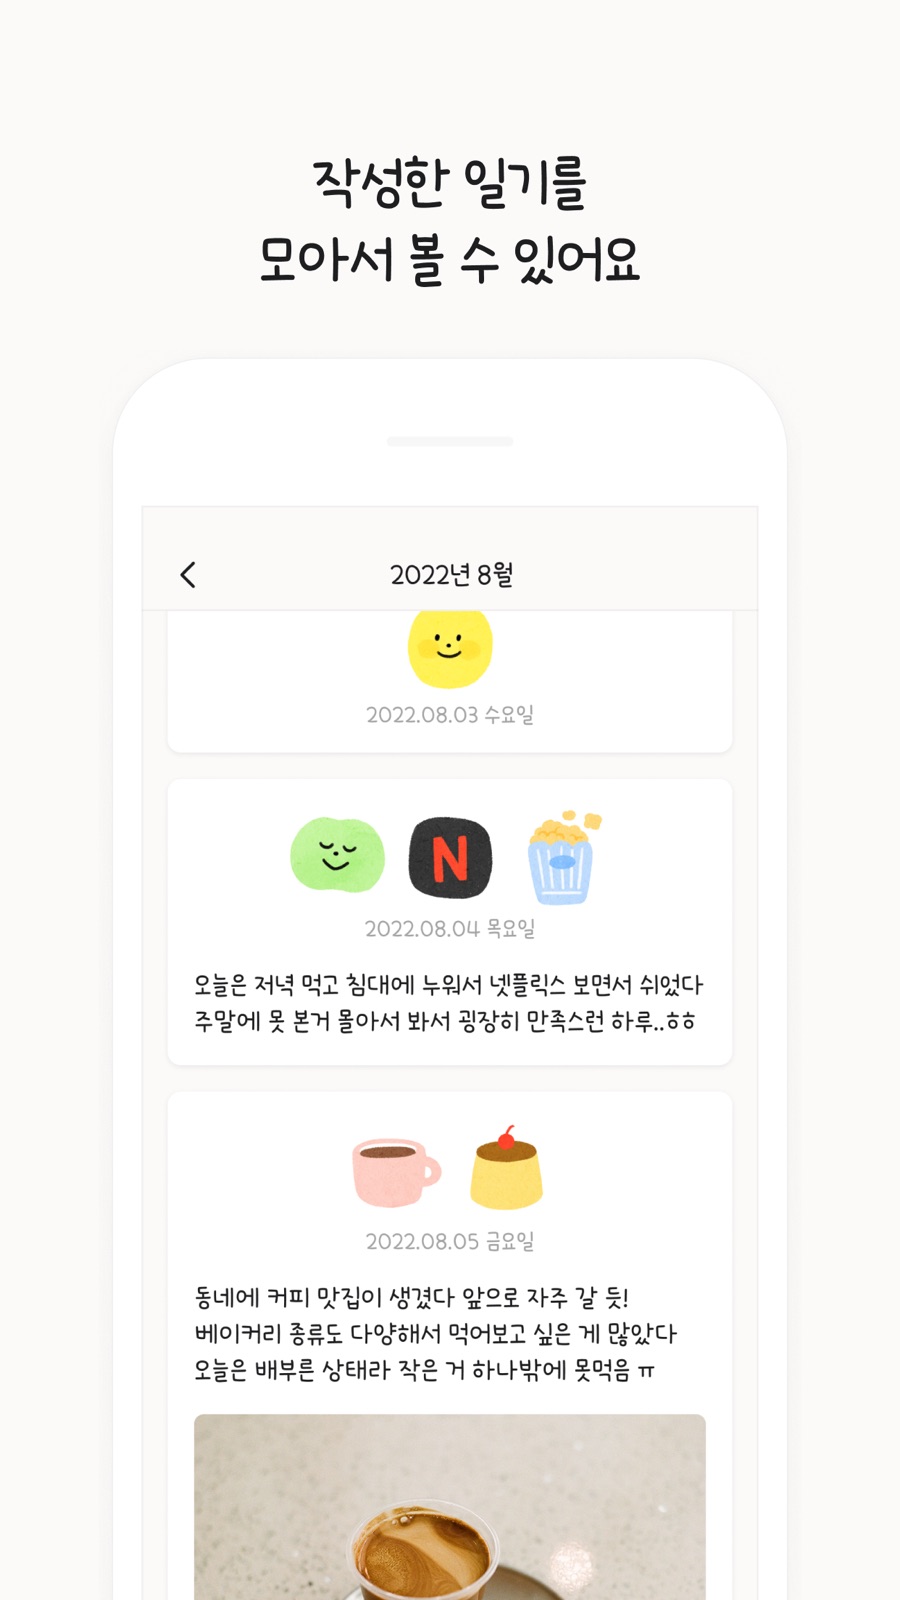 작성한 일기를
모아서 볼 수 있어요
2022년 8월
2022.08.03 수요일
N
2022.08.04 목요일
오늘은 저녁 먹고 침대에 누워서 넷플릭스 보면서 쉬었다
주말에 못 본거 몰아서 봐서 굉장히 만족스런 하루..ㅎㅎ
2022.08.05 금요일
동네에 커피 맛집이 생겼다 앞으로 자주 갈 듯!
베이커리 종류도 다양해서 먹어보고 싶은 게 많았다
오늘은 배부른 상태라 작은 거 하나밖에 못먹음 ㅠ